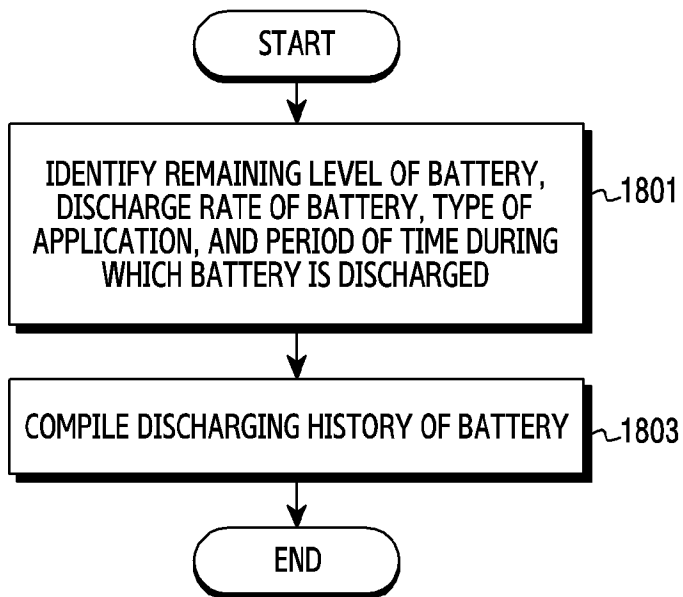 START
IDENTIFY REMAINING LEVEL OF BATTERY,
DISCHARGE RATE OF BATTERY, TYPE OF
APPLICATION, AND PERIOD OF TIME DURING
WHICH BATTERY IS DISCHARGED
1801
COMPILE DISCHARGING HISTORY OF BATTERY
1803
END